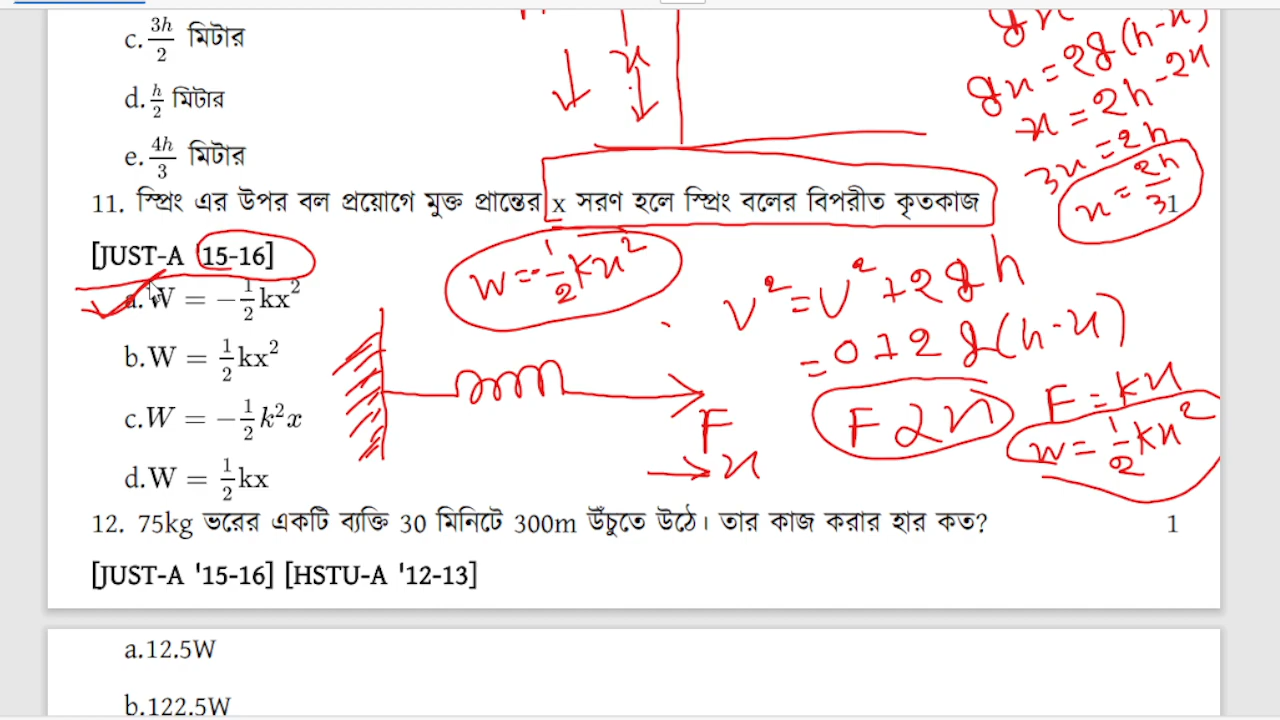 c. 3h/2 মিটার
d. h/2 মিটার
e. 4h/3 মিটার
gx = 2g(h-x)
x = 2h - 2x
3x = 2h
x = 2h/3
x
11. স্প্রিং এর উপর বল প্রয়োগে মুক্ত প্রান্তের x সরণ হলে স্প্রিং বলের বিপরীত কৃতকাজ 1
[JUST-A '15-16]
W = -1/2 kx²
a. W = -1/2 kx²
b. W = 1/2 kx²
c. W = -1/2 k²x
d. W = 1/2 kx
V² = U² + 2gh
= 0 + 2g(h-x)
F ∝ x
F = kx
W = 1/2 kx²
F
x
12. 75kg ভরের একটি ব্যক্তি 30 মিনিটে 300m উঁচুতে উঠে। তার কাজ করার হার কত? 1
[JUST-A '15-16] [HSTU-A '12-13]
a.12.5W
b.122.5W